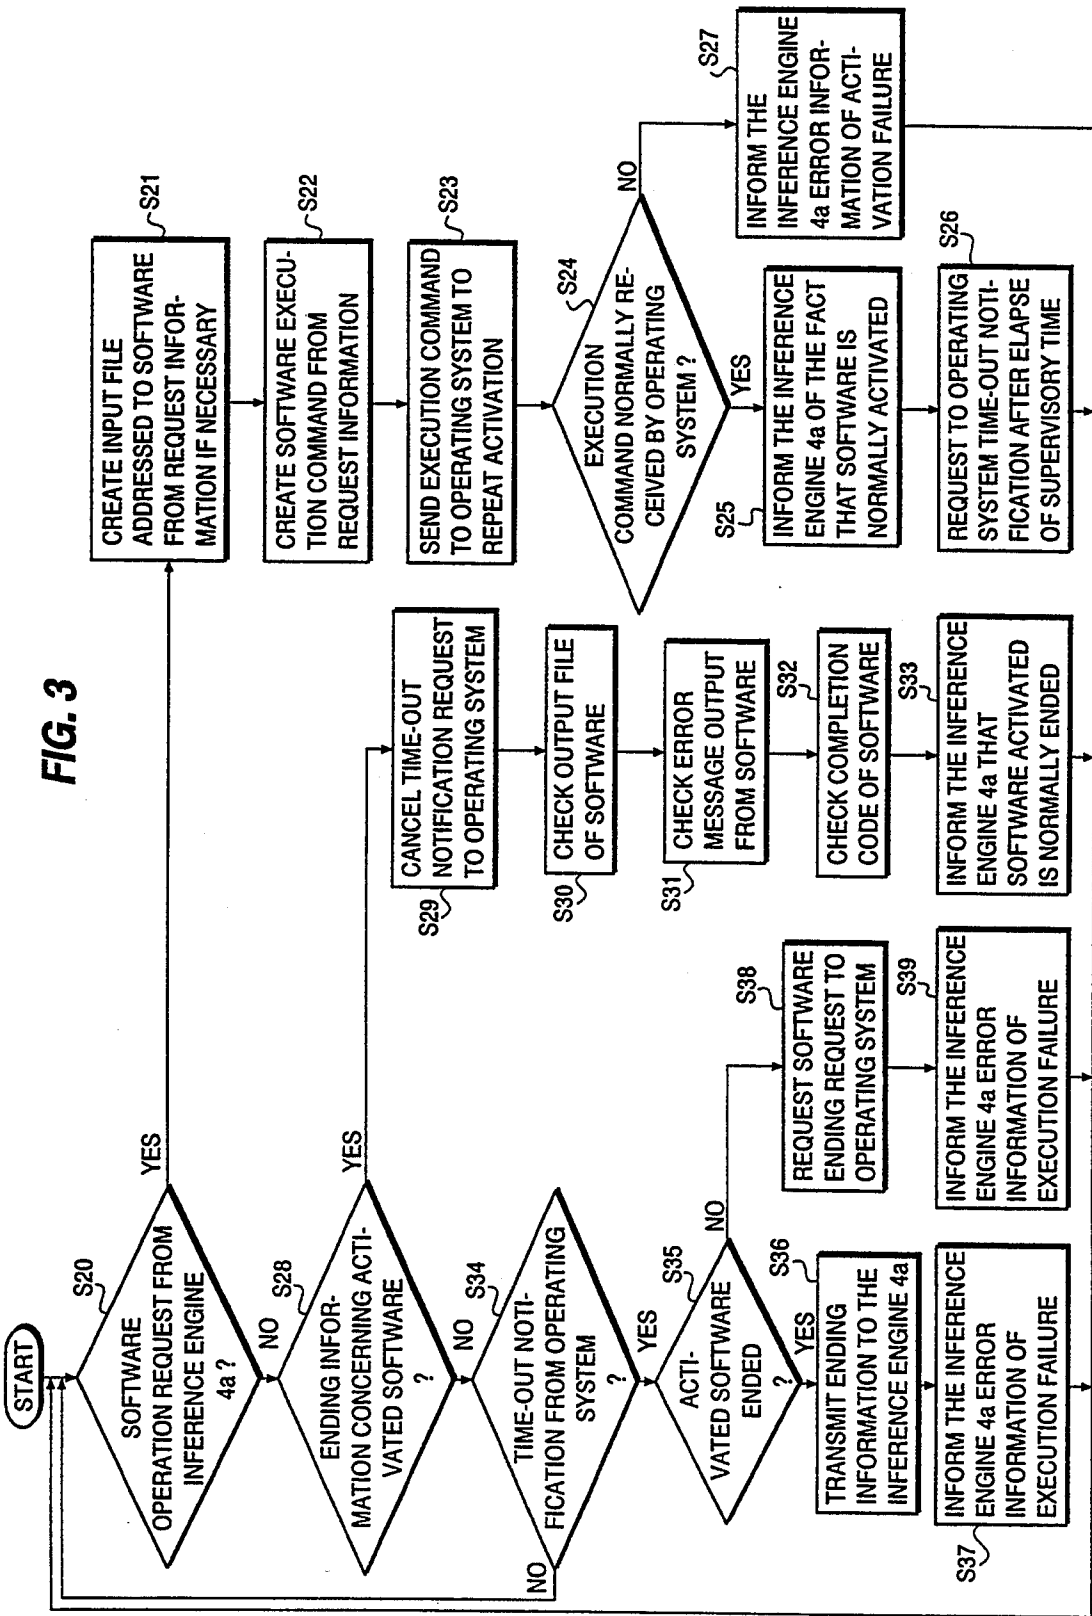 FIG. 3
START
S20
SOFTWARE
OPERATION REQUEST FROM
INFERENCE ENGINE
4a ?
YES
NO
S21
CREATE INPUT FILE
ADDRESSED TO SOFTWARE
FROM REQUEST INFOR-
MATION IF NECESSARY
S22
CREATE SOFTWARE EXECU-
TION COMMAND FROM
REQUEST INFORMATION
S23
SEND EXECUTION COMMAND
TO OPERATING SYSTEM TO
REPEAT ACTIVATION
S24
EXECUTION
COMMAND NORMALLY RE-
CEIVED BY OPERATING
SYSTEM ?
NO
YES
S25
INFORM THE INFERENCE
ENGINE 4a OF THE FACT
THAT SOFTWARE IS
NORMALLY ACTIVATED
S26
REQUEST TO OPERATING
SYSTEM TIME-OUT NOTI-
FICATION AFTER ELAPSE
OF SUPERVISORY TIME
S27
INFORM THE
INFERENCE ENGINE
4a ERROR INFOR-
MATION OF ACTI-
VATION FAILURE
S28
ENDING INFOR-
MATION CONCERNING ACTI-
VATED SOFTWARE
?
YES
NO
S29
CANCEL TIME-OUT
NOTIFICATION REQUEST
TO OPERATING SYSTEM
S30
CHECK OUTPUT FILE
OF SOFTWARE
S31
CHECK ERROR
MESSAGE OUTPUT
FROM SOFTWARE
S32
CHECK COMPLETION
CODE OF SOFTWARE
S33
INFORM THE INFERENCE
ENGINE 4a THAT
SOFTWARE ACTIVATED
IS NORMALLY ENDED
S34
TIME-OUT NOTI-
FICATION FROM OPERATING
SYSTEM
?
NO
YES
S35
ACTI-
VATED SOFTWARE
ENDED
?
NO
YES
S36
TRANSMIT ENDING
INFORMATION TO THE
INFERENCE ENGINE 4a
S37
INFORM THE INFERENCE
ENGINE 4a ERROR
INFORMATION OF
EXECUTION FAILURE
S38
REQUEST SOFTWARE
ENDING REQUEST TO
OPERATING SYSTEM
S39
INFORM THE INFERENCE
ENGINE 4a ERROR
INFORMATION OF
EXECUTION FAILURE